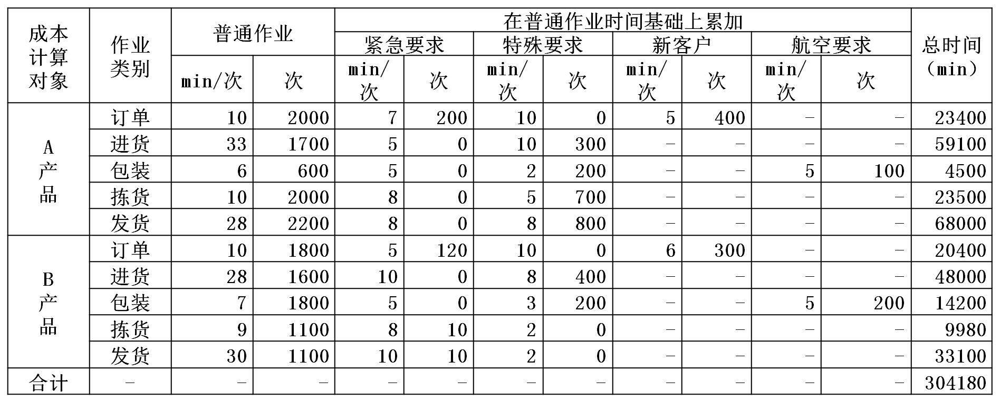 成本计算对象 作业类别 普通作业 在普通作业时间基础上累加 总时间（min）
紧急要求 特殊要求 新客户 航空要求
min/次 次 min/次 次 min/次 次 min/次 次 min/次 次
A产品 订单 10 2000 7 200 10 0 5 400 - - 23400
进货 33 1700 5 0 10 300 - - - - 59100
包装 6 600 5 0 2 200 - - 5 100 4500
拣货 10 2000 8 0 5 700 - - - - 23500
发货 28 2200 8 0 8 800 - - - - 68000
B产品 订单 10 1800 5 120 10 0 6 300 - - 20400
进货 28 1600 10 0 8 400 - - - - 48000
包装 7 1800 5 0 3 200 - - 5 200 14200
拣货 9 1100 8 10 2 0 - - - - 9980
发货 30 1100 10 10 2 0 - - - - 33100
合计 - - - - - - - - - - - 304180